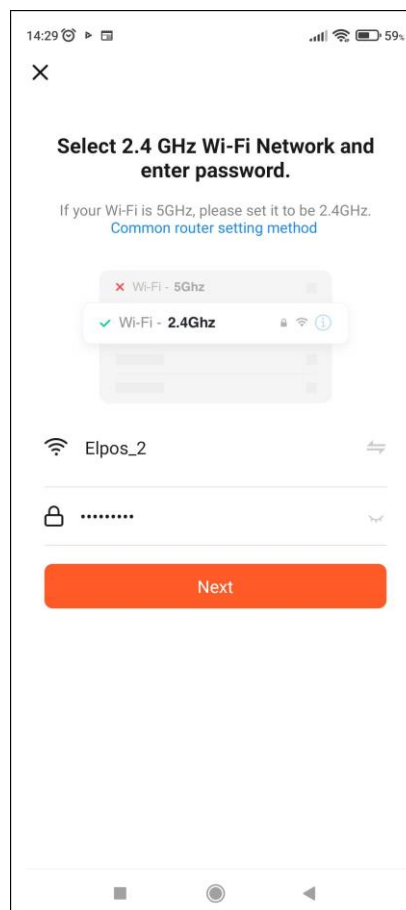 14:29 59%
Select 2.4 GHz Wi-Fi Network and
enter password.
If your Wi-Fi is 5GHz, please set it to be 2.4GHz.
Common router setting method
Wi-Fi - 5Ghz
Wi-Fi - 2.4Ghz
Elpos_2
•••••••••
Next